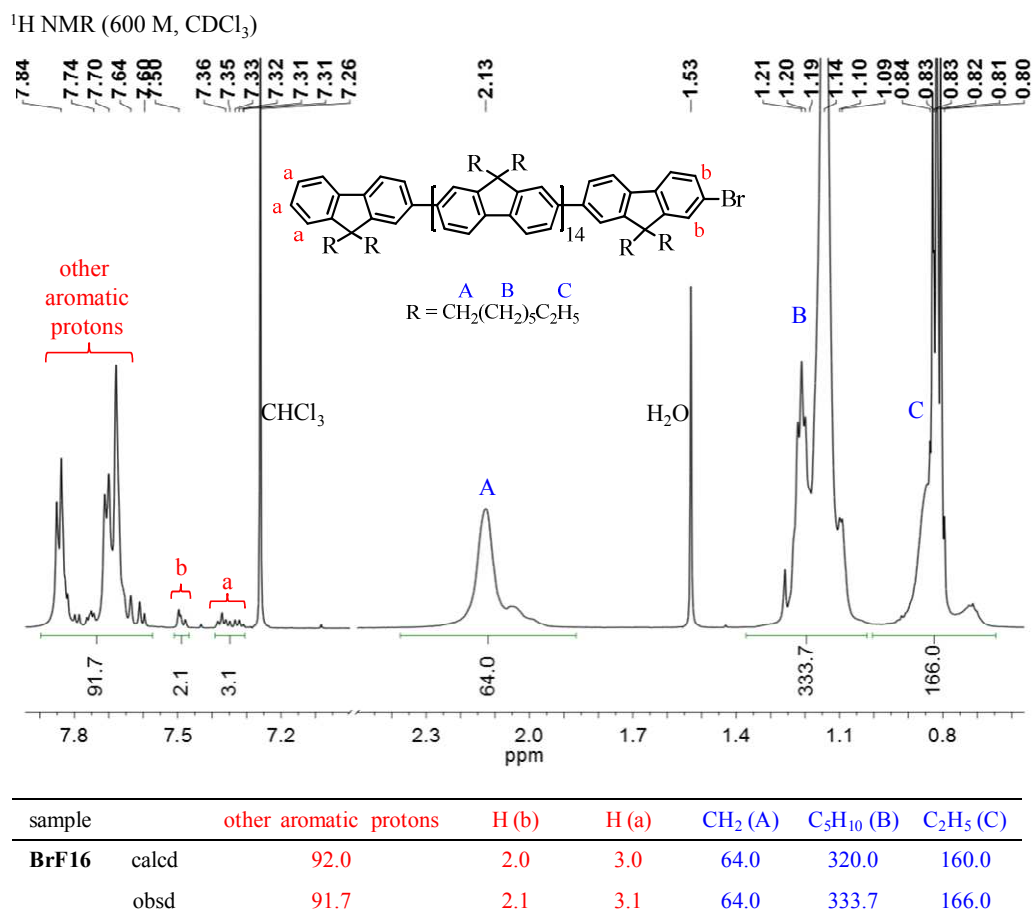 ¹H NMR (600 M, CDCl₃)
7.84 7.74 7.70 7.64 7.60 7.50 7.36 7.35 7.33 7.32 7.31 7.31 7.26 2.13 1.53 1.21 1.20 1.19 1.14 1.10 1.09 0.84 0.83 0.83 0.82 0.81 0.80
R R
a b
a Br
a 14 b
R R R R
other
aromatic
protons
A B C
R = CH₂(CH₂)₅C₂H₅
B
CHCl₃ H₂O C
A
b a
91.7 2.1 3.1 64.0 333.7 166.0
7.8 7.5 7.2 2.3 2.0 1.7 1.4 1.1 0.8
ppm
sample other aromatic protons H (b) H (a) CH₂ (A) C₅H₁₀ (B) C₂H₅ (C)
BrF16 calcd 92.0 2.0 3.0 64.0 320.0 160.0
obsd 91.7 2.1 3.1 64.0 333.7 166.0